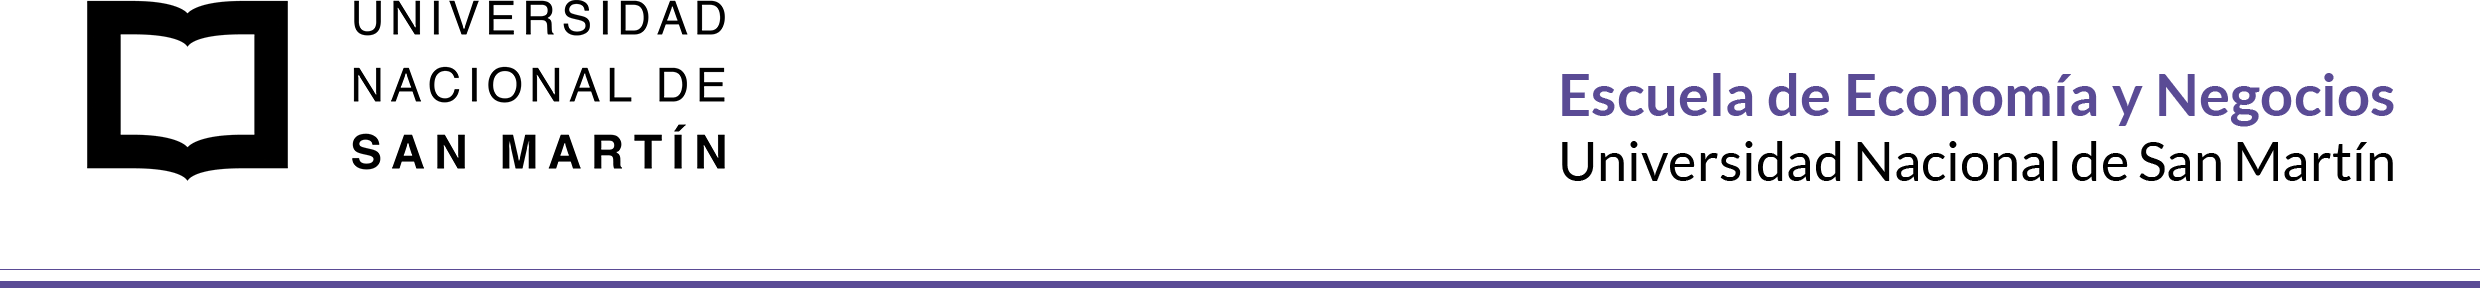 UNIVERSIDAD
NACIONAL DE
SAN MARTÍN
Escuela de Economía y Negocios
Universidad Nacional de San Martín